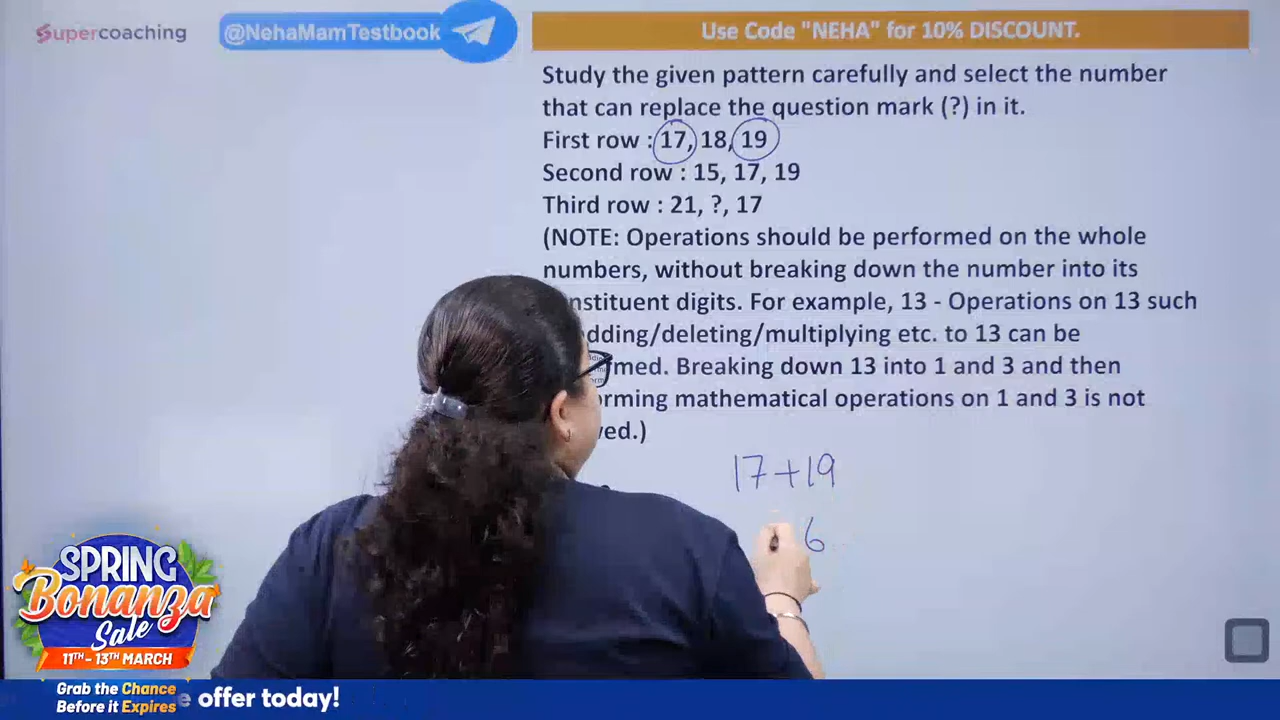 Supercoaching
@NehaMamTestbook
Use Code "NEHA" for 10% DISCOUNT.
Study the given pattern carefully and select the number
that can replace the question mark (?) in it.
First row : 17, 18, 19
Second row : 15, 17, 19
Third row : 21, ?, 17
(NOTE: Operations should be performed on the whole
numbers, without breaking down the number into its
nstituent digits. For example, 13 - Operations on 13 such
dding/deleting/multiplying etc. to 13 can be
rmed. Breaking down 13 into 1 and 3 and then
orming mathematical operations on 1 and 3 is not
ved.)
17+19
6
SPRING
Bonanza
Sale
11TH - 13TH MARCH
Grab the Chance
Before it Expires
e offer today!